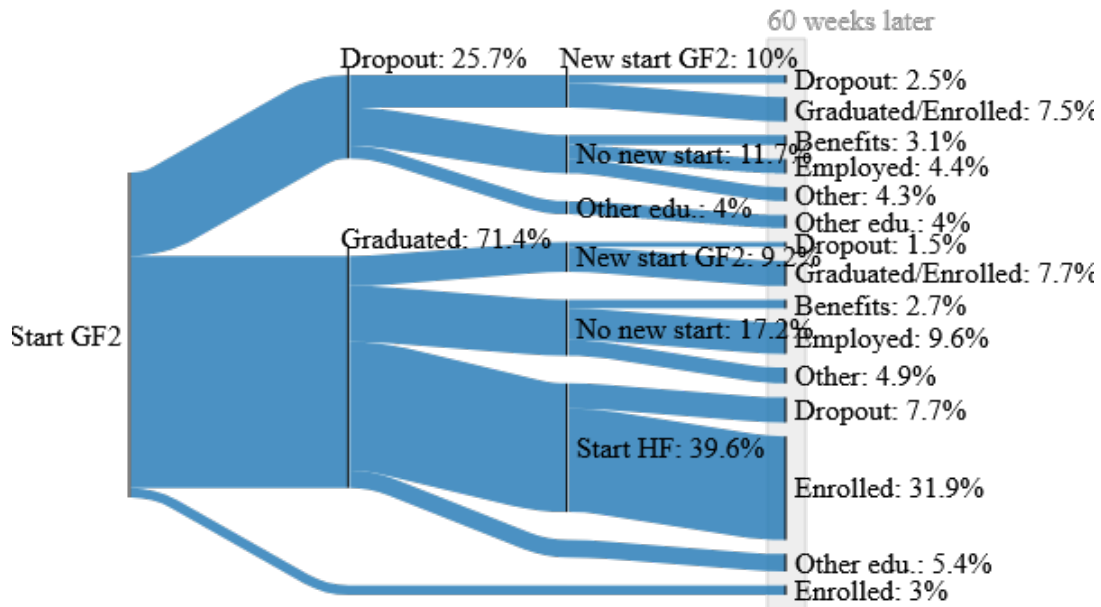 60 weeks later
Dropout: 25.7%
New start GF2: 10%
Dropout: 2.5%
Graduated/Enrolled: 7.5%
Benefits: 3.1%
No new start: 11.7%
Employed: 4.4%
Other: 4.3%
Other edu.: 4%
Other edu.: 4%
Graduated: 71.4%
Dropout: 1.5%
New start GF2: 9.2%
Graduated/Enrolled: 7.7%
Benefits: 2.7%
Start GF2
No new start: 17.2%
Employed: 9.6%
Other: 4.9%
Dropout: 7.7%
Start HF: 39.6%
Enrolled: 31.9%
Other edu.: 5.4%
Enrolled: 3%